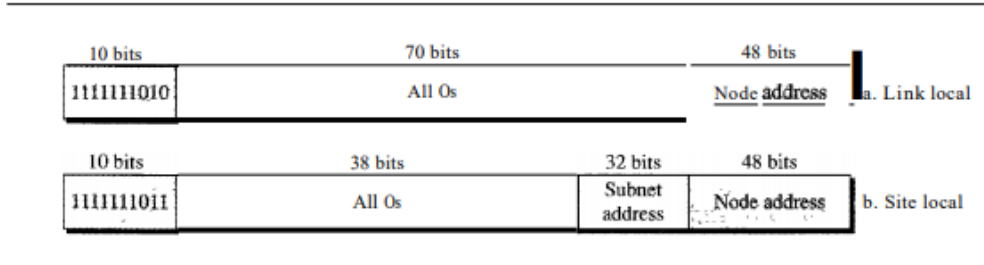 10 bits 70 bits 48 bits
1111111010 All 0s Node address a. Link local
10 bits 38 bits 32 bits 48 bits
1111111011 All 0s Subnet address Node address b. Site local